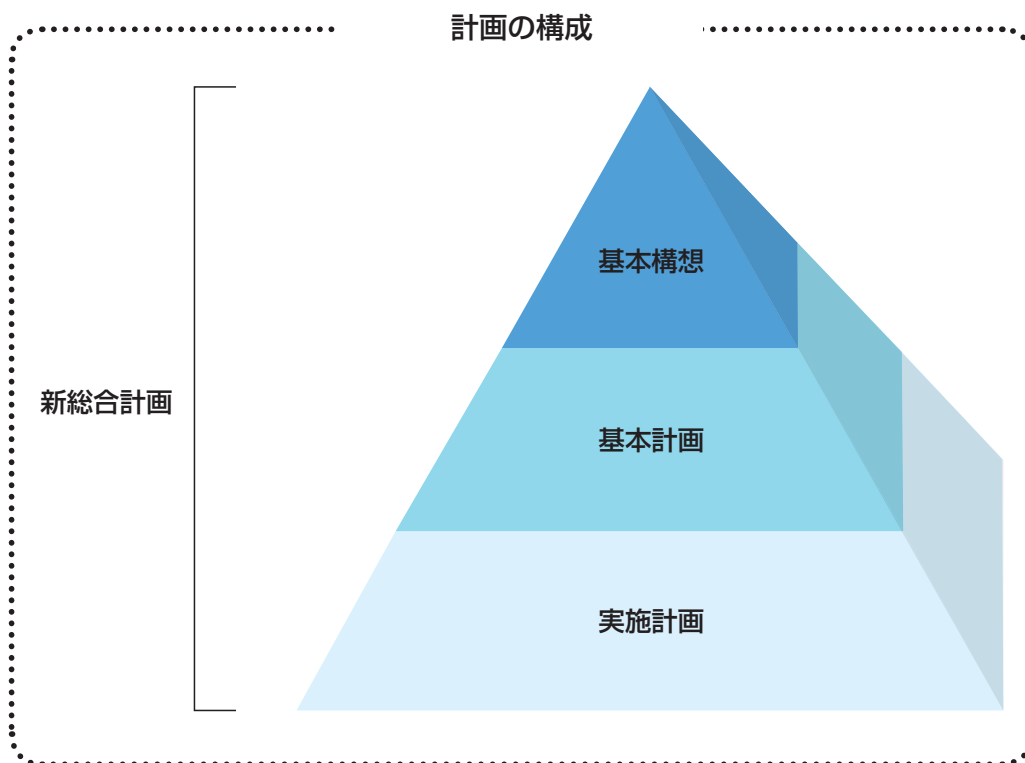 計画の構成
基本構想
新総合計画
基本計画
実施計画